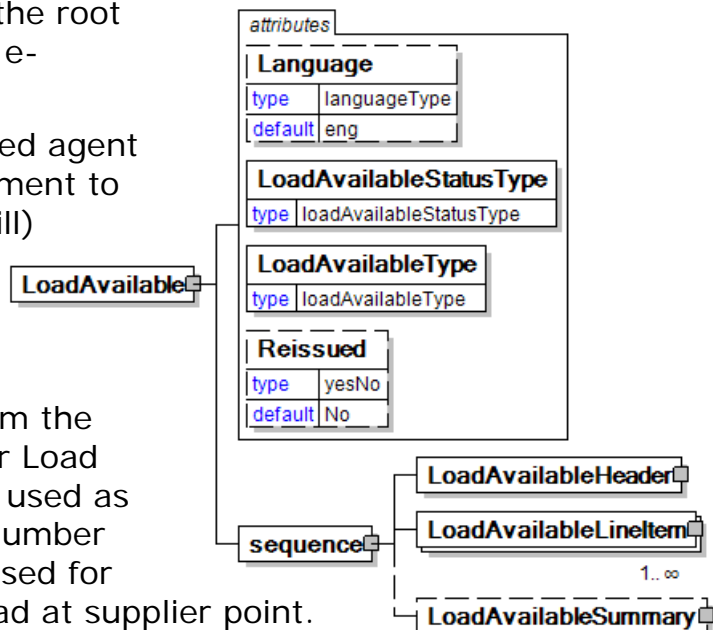 the root
e-
ed agent
ment to
ill)
m the
r Load
used as
umber
sed for
ad at supplier point.
LoadAvailable
attributes
Language
type languageType
default eng
LoadAvailableStatusType
type loadAvailableStatusType
LoadAvailableType
type loadAvailableType
Reissued
type yesNo
default No
sequence
LoadAvailableHeader
LoadAvailableLineItem
1.. ∞
LoadAvailableSummary